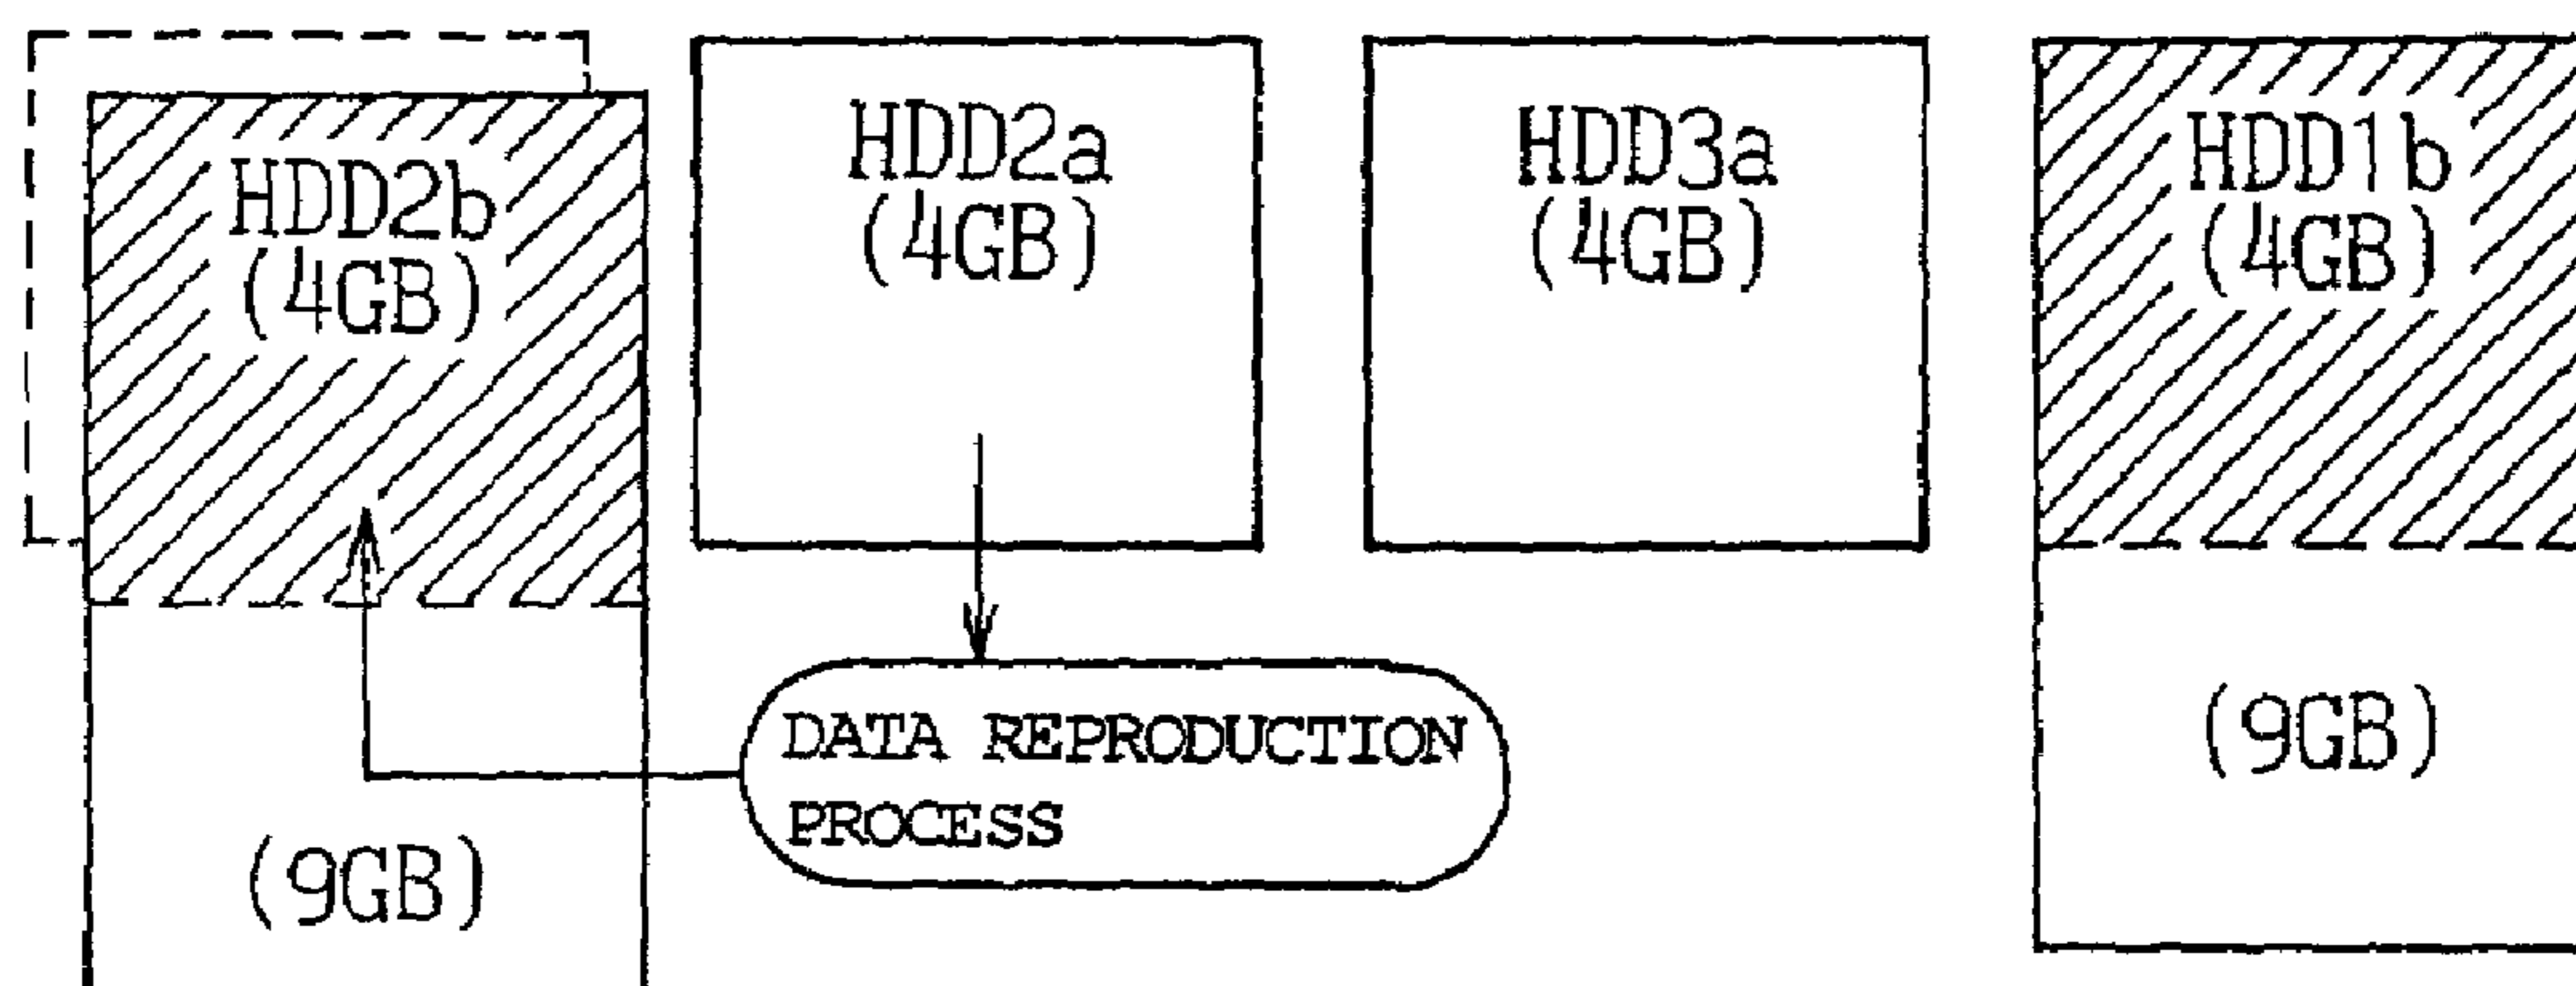 HDD2b
(4GB)
(9GB)
HDD2a
(4GB)
HDD3a
(4GB)
DATA REPRODUCTION
PROCESS
HDD1b
(4GB)
(9GB)